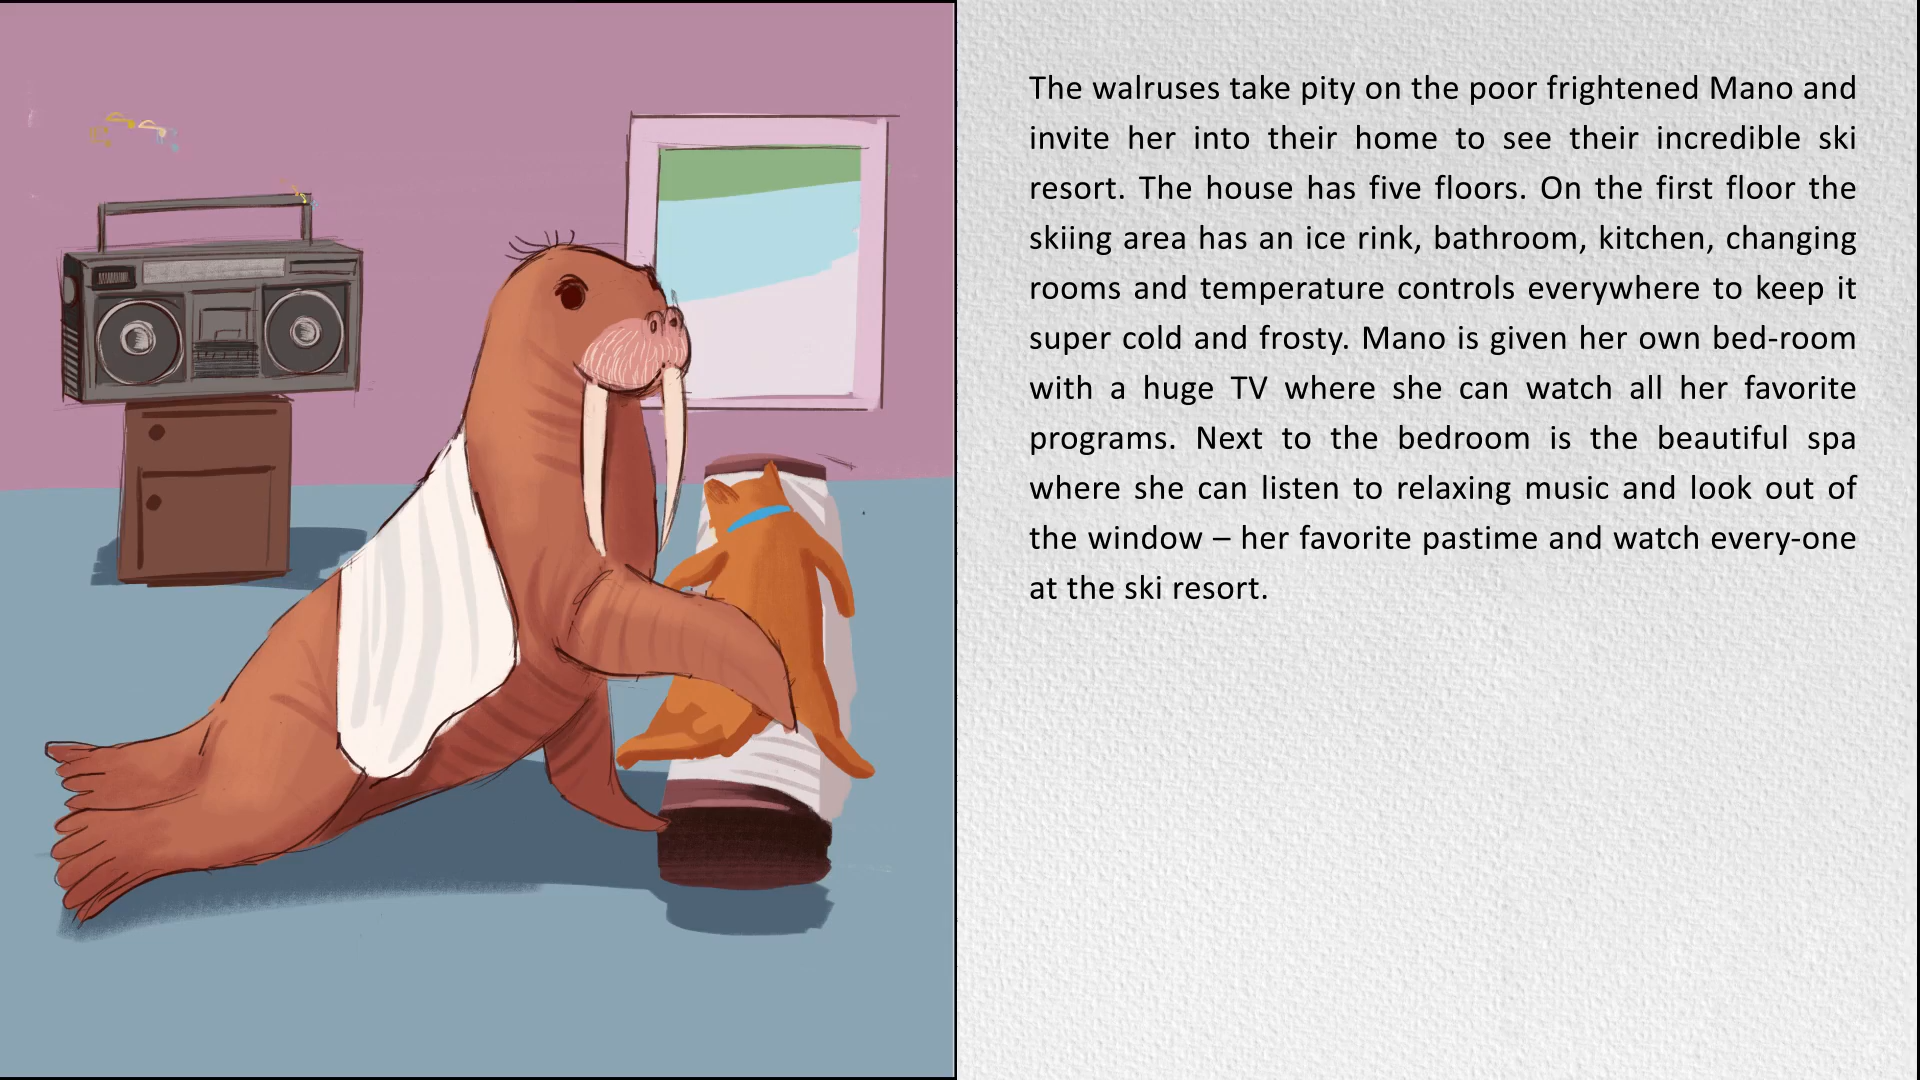 The walruses take pity on the poor frightened Mano and
invite her into their home to see their incredible ski
resort. The house has five floors. On the first floor the
skiing area has an ice rink, bathroom, kitchen, changing
rooms and temperature controls everywhere to keep it
super cold and frosty. Mano is given her own bed-room
with a huge TV where she can watch all her favorite
programs. Next to the bedroom is the beautiful spa
where she can listen to relaxing music and look out of
the window – her favorite pastime and watch every-one
at the ski resort.